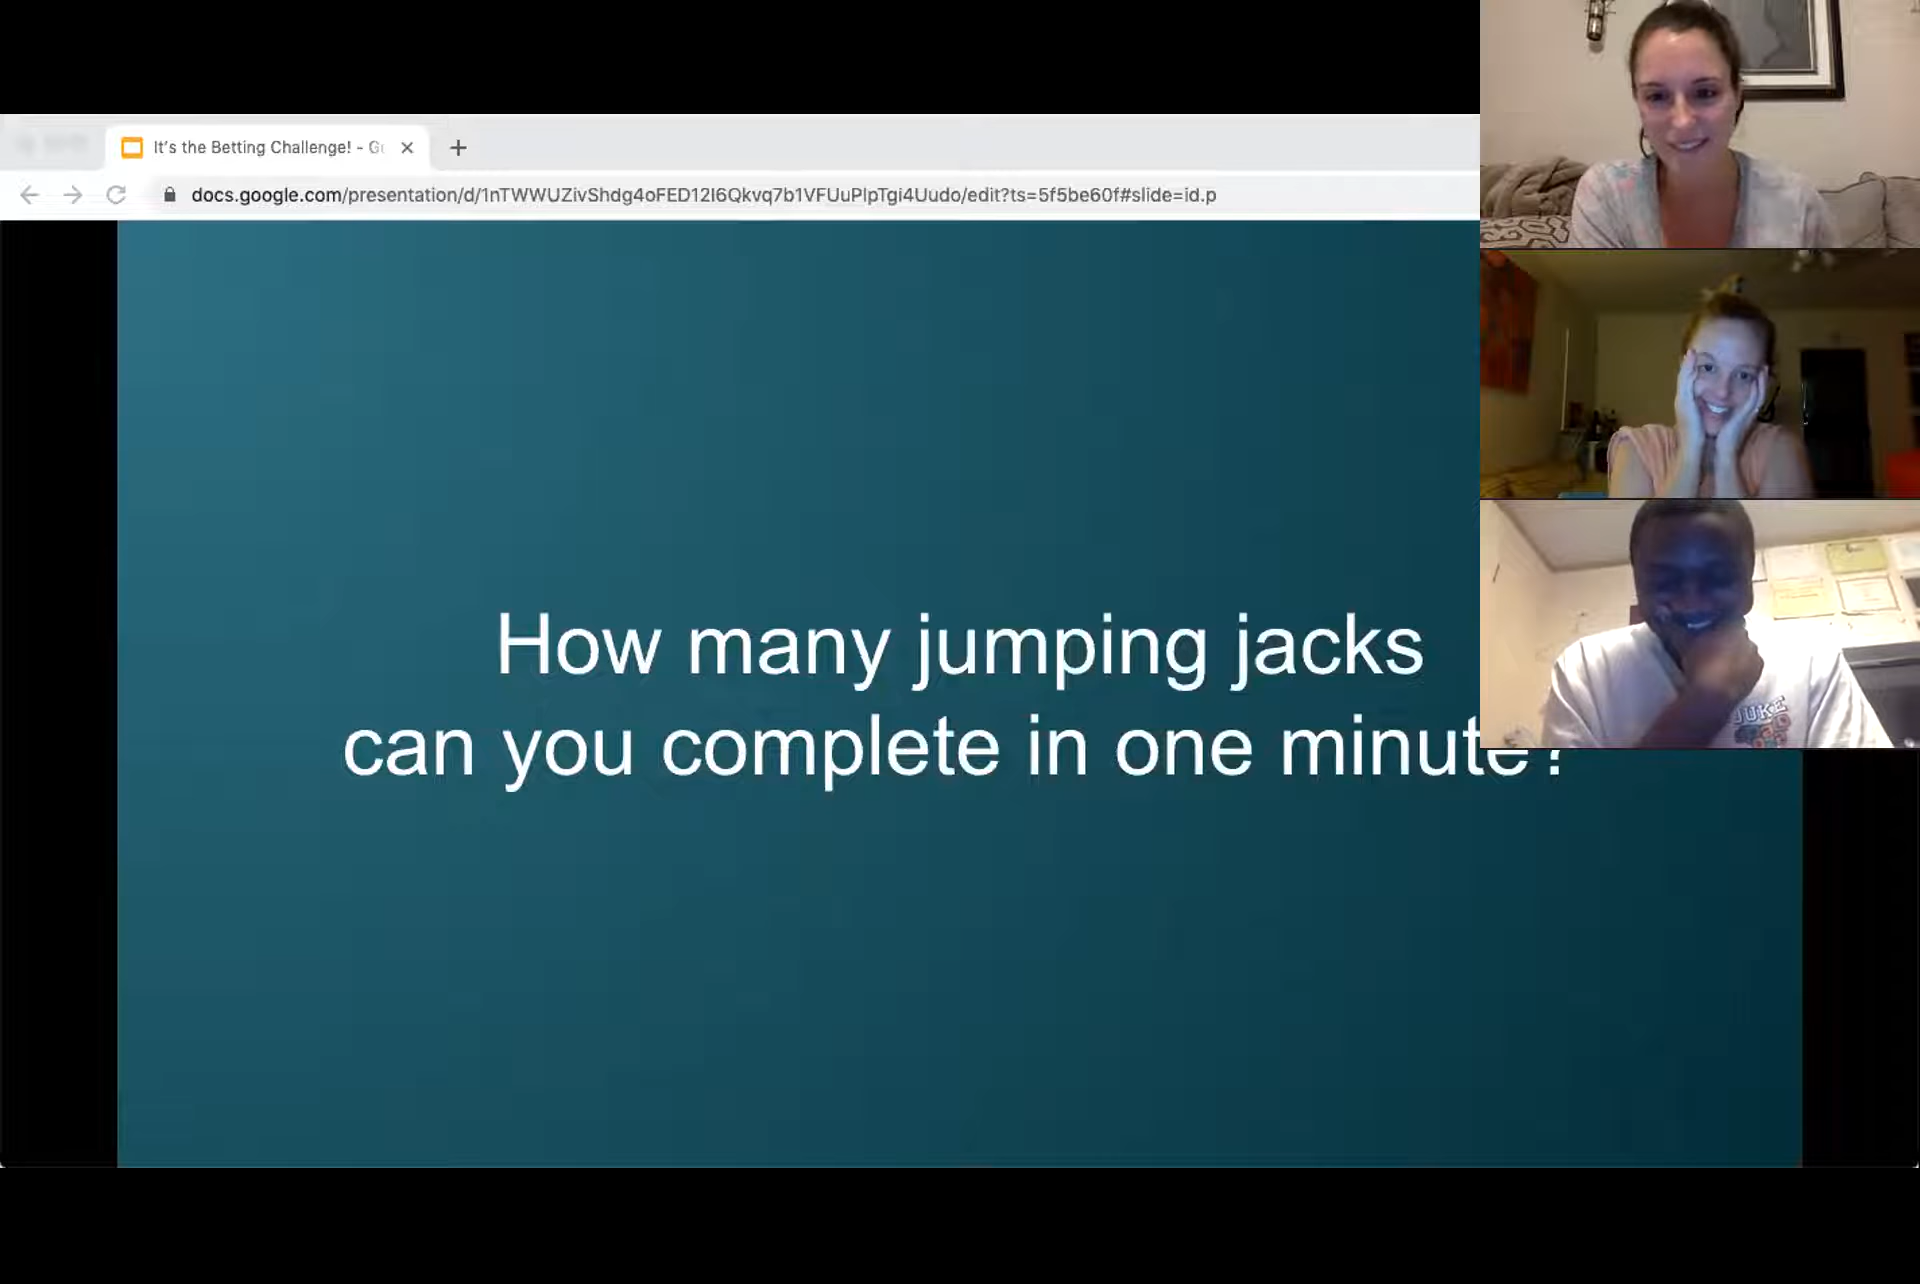 It's the Betting Challenge! - Go
docs.google.com/presentation/d/1nTWWUZivShdg4oFED12I6Qkvq7b1VFUuPlpTgi4Uudo/edit?ts=5f5be60f#slide=id.p
How many jumping jacks
can you complete in one minute?